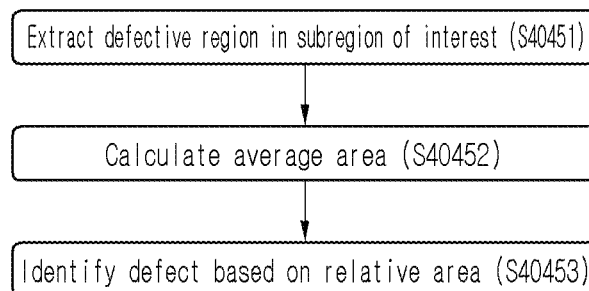 Extract defective region in subregion of interest (S40451)
Calculate average area (S40452)
Identify defect based on relative area (S40453)